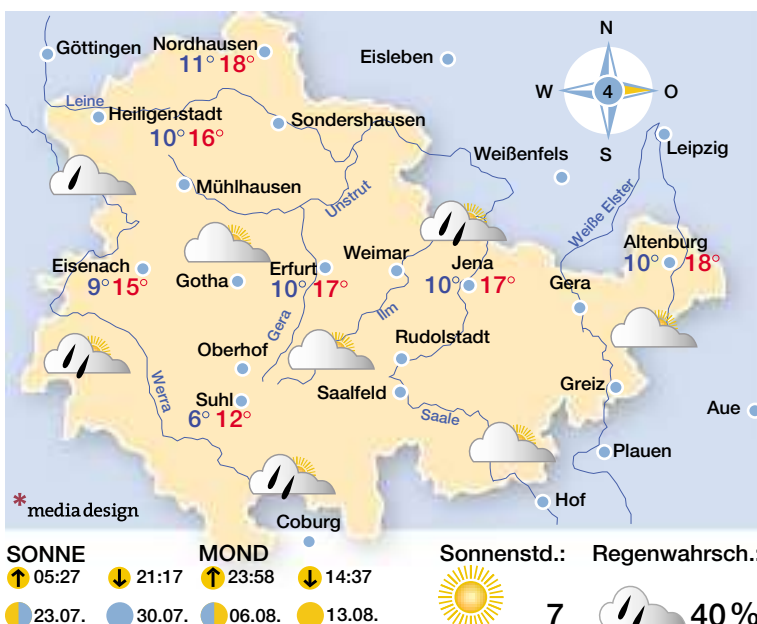 N
Göttingen
Nordhausen
11° 18°
Eisleben
W 4 O
Leine
Heiligenstadt
10° 16°
Sondershausen
S
Leipzig
Weißenfels
Mühlhausen
Unstrut
Weiße Elster
Altenburg
10° 18°
Eisenach
9° 15°
Gotha
Erfurt
10° 17°
Weimar
Jena
10° 17°
Gera
Gera
Ilm
Oberhof
Rudolstadt
Werra
Suhl
6° 12°
Saalfeld
Saale
Greiz
Aue
Plauen
*media design
Hof
Coburg
SONNE MOND Sonnenstd.: Regenwahrsch.:
05:27 21:17 23:58 14:37
23.07. 30.07. 06.08. 13.08. 7 40%